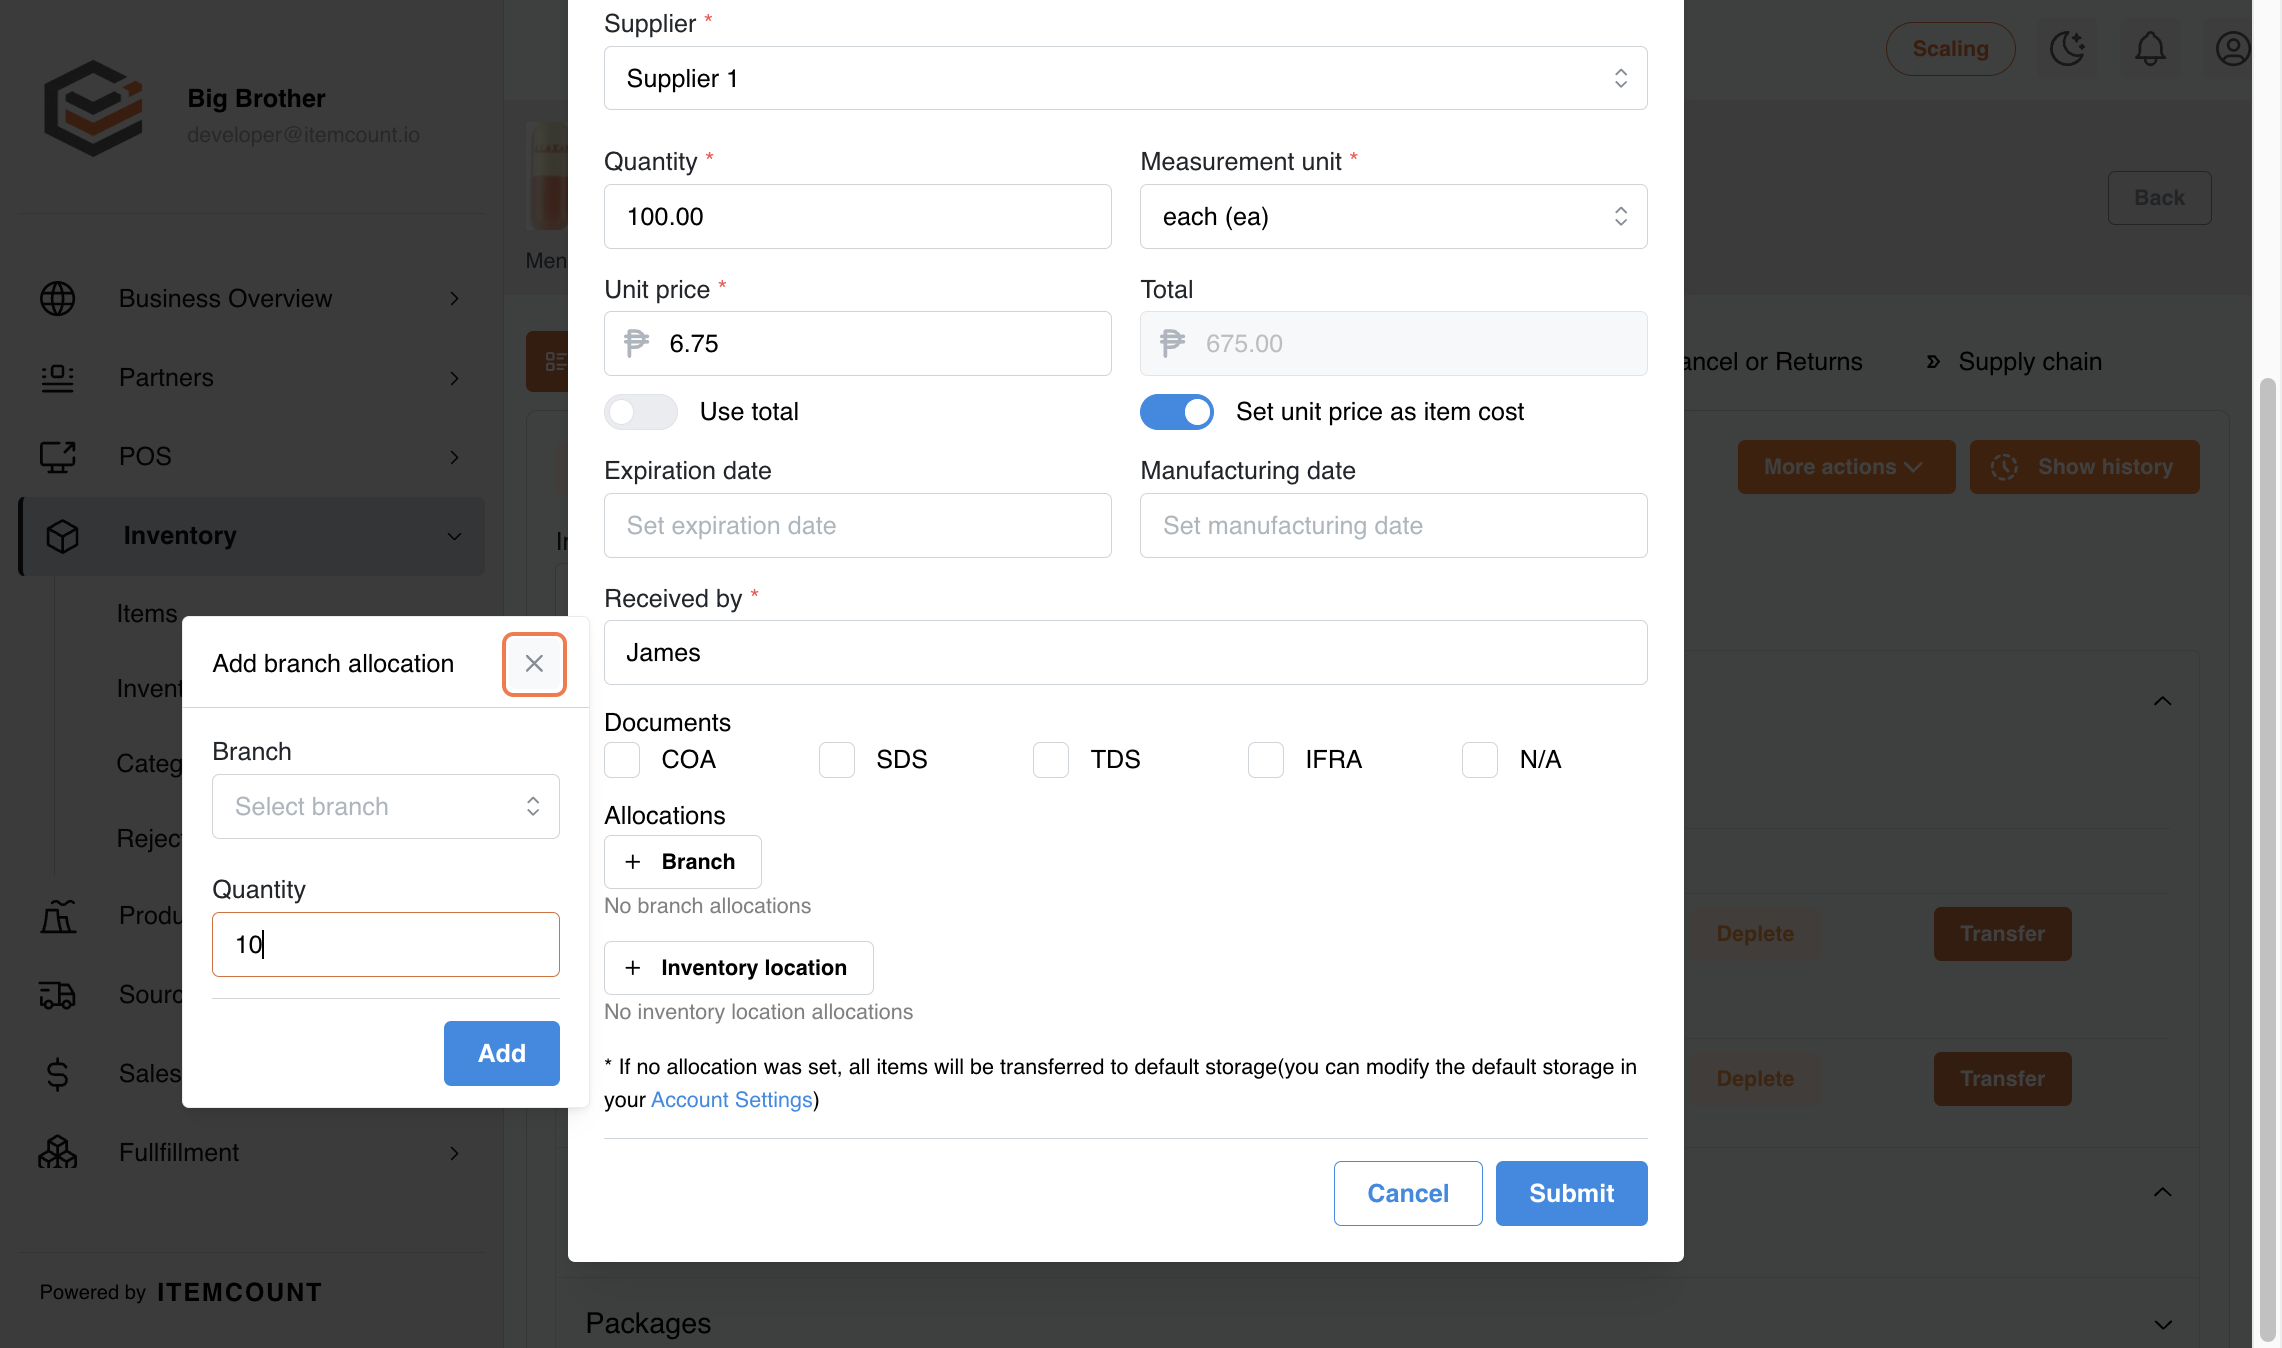 Big Brother
developer@itemcount.io
Business Overview
Partners
POS
Inventory
Items
Invent
Categ
Reject
Produ
Sourc
Sales
Fullfillment
Powered by ITEMCOUNT
Add branch allocation
Branch
Select branch
Quantity
10
Add
Supplier *
Supplier 1
Quantity *
Measurement unit *
100.00
each (ea)
Unit price *
Total
₱ 6.75
₱ 675.00
Use total
Set unit price as item cost
Expiration date
Manufacturing date
Set expiration date
Set manufacturing date
Received by *
James
Documents
COA SDS TDS IFRA N/A
Allocations
+ Branch
No branch allocations
+ Inventory location
No inventory location allocations
* If no allocation was set, all items will be transferred to default storage(you can modify the default storage in
your Account Settings)
Cancel
Submit
Scaling
Back
Men
ancel or Returns
Supply chain
More actions
Show history
Deplete
Transfer
Deplete
Transfer
Packages